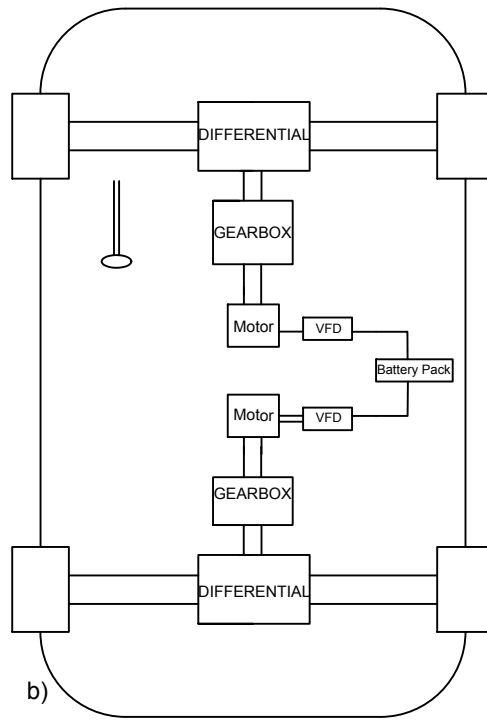 DIFFERENTIAL
GEARBOX
Motor
VFD
Battery Pack
Motor
VFD
GEARBOX
DIFFERENTIAL
b)